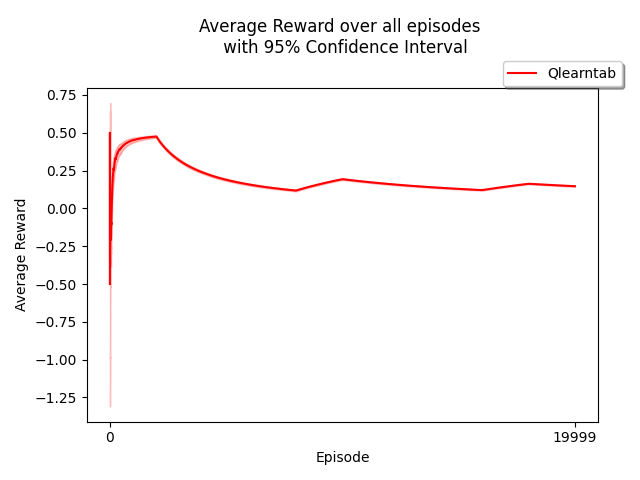 Average Reward over all episodes
with 95% Confidence Interval
Qlearntab
0.75
0.50
0.25
0.00
−0.25
−0.50
−0.75
−1.00
−1.25
Average Reward
0 19999
Episode